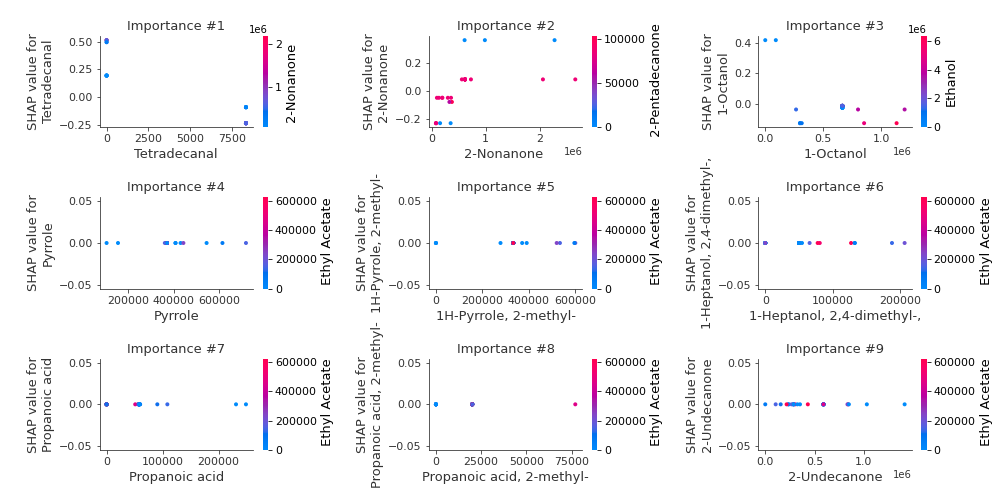 Importance #1
SHAP value for
Tetradecanal
0.50
0.25
0.00
−0.25
0
2500
5000
7500
Tetradecanal
1e6
2
1
2-Nonanone
Importance #2
SHAP value for
2-Nonanone
0.2
0.0
−0.2
0
1
2
1e6
2-Nonanone
100000
50000
0
2-Pentadecanone
Importance #3
SHAP value for
1-Octanol
0.4
0.2
0.0
0.0
0.5
1.0
1e6
1-Octanol
1e6
6
4
2
0
Ethanol
Importance #4
SHAP value for
Pyrrole
0.05
0.00
−0.05
200000
400000
600000
Pyrrole
600000
400000
200000
0
Ethyl Acetate
Importance #5
SHAP value for
1H-Pyrrole, 2-methyl-
0.05
0.00
−0.05
0
200000
400000
600000
1H-Pyrrole, 2-methyl-
600000
400000
200000
0
Ethyl Acetate
Importance #6
SHAP value for
1-Heptanol, 2,4-dimethyl-,
0.05
0.00
−0.05
0
100000
200000
1-Heptanol, 2,4-dimethyl-,
600000
400000
200000
0
Ethyl Acetate
Importance #7
SHAP value for
Propanoic acid
0.05
0.00
−0.05
0
100000
200000
Propanoic acid
600000
400000
200000
0
Ethyl Acetate
Importance #8
SHAP value for
Propanoic acid, 2-methyl-
0.05
0.00
−0.05
0
25000
50000
75000
Propanoic acid, 2-methyl-
600000
400000
200000
0
Ethyl Acetate
Importance #9
SHAP value for
2-Undecanone
0.05
0.00
−0.05
0.0
0.5
1.0
1e6
2-Undecanone
600000
400000
200000
0
Ethyl Acetate